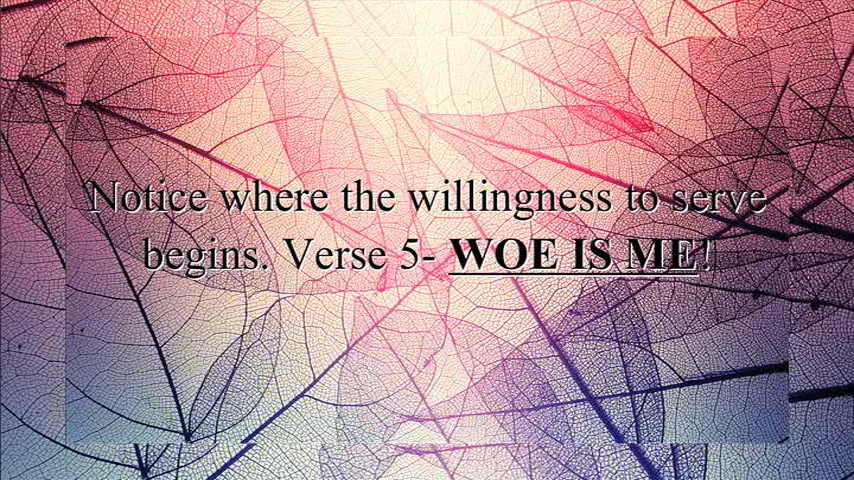 Notice where the willingness to serve
begins. Verse 5- WOE IS ME!